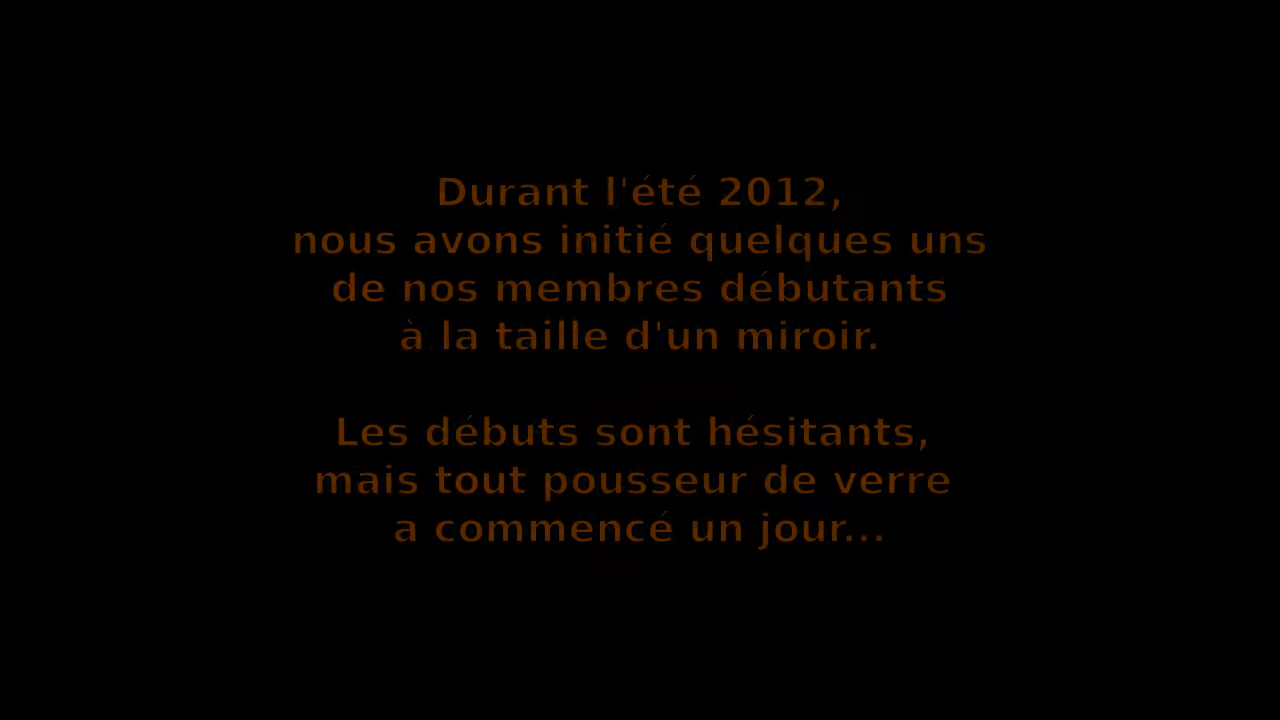 Durant l'été 2012,
nous avons initié quelques uns
de nos membres débutants
à la taille d'un miroir.
Les débuts sont hésitants,
mais tout pousseur de verre
a commencé un jour...